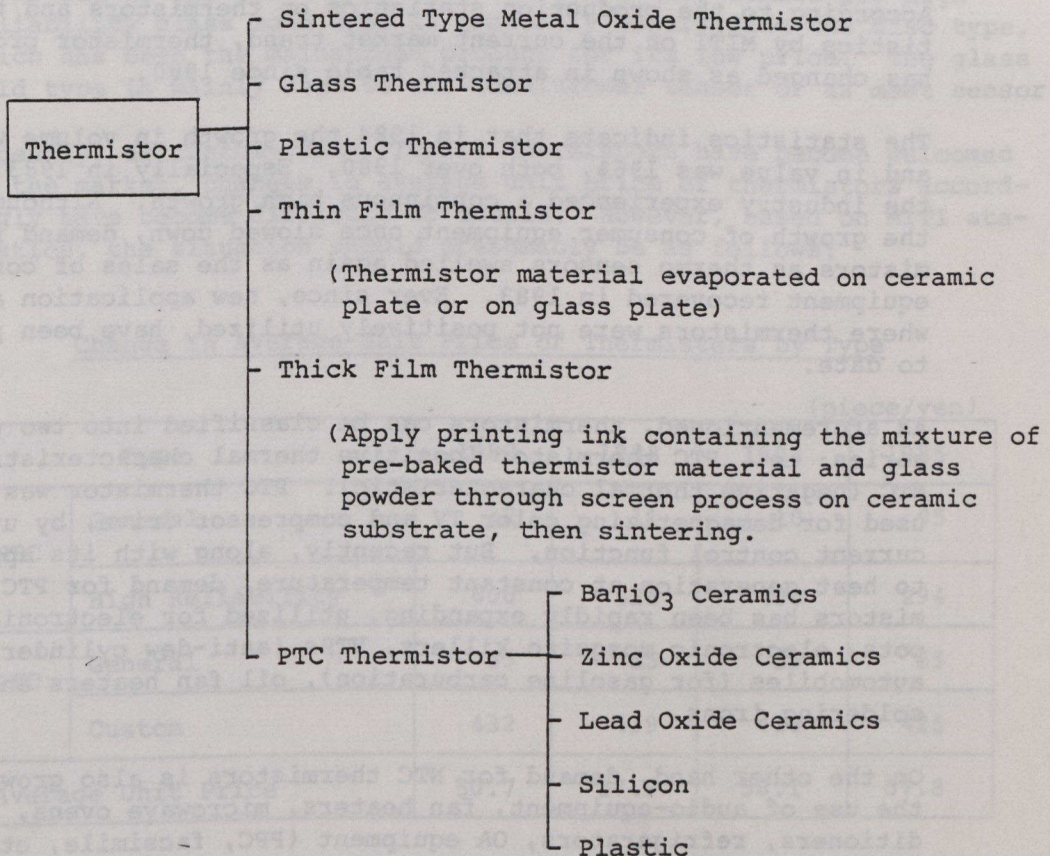 Sintered Type Metal Oxide Thermistor
Glass Thermistor
Thermistor
Plastic Thermistor
Thin Film Thermistor
(Thermistor material evaporated on ceramic
plate or on glass plate)
Thick Film Thermistor
(Apply printing ink containing the mixture of
pre-baked thermistor material and glass
powder through screen process on ceramic
substrate, then sintering.
BaTiO3 Ceramics
PTC Thermistor
Zinc Oxide Ceramics
Lead Oxide Ceramics
Silicon
Plastic